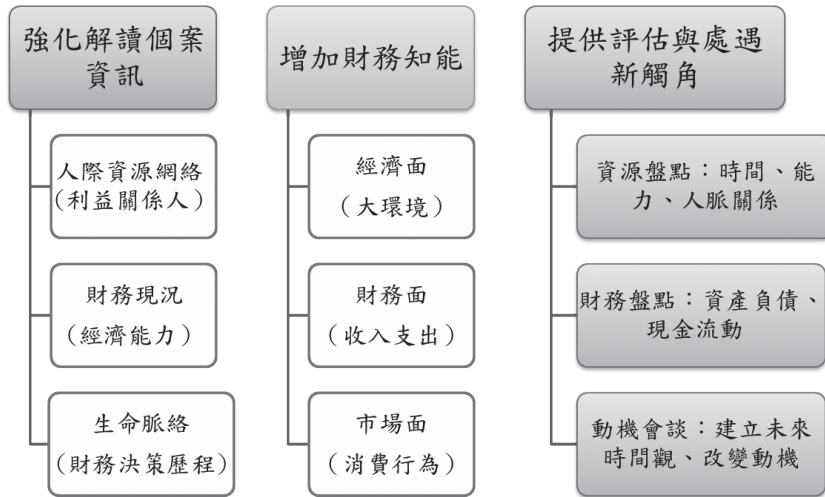 強化解讀個案
資訊
人際資源網絡
(利益關係人)
財務現況
(經濟能力)
生命脈絡
(財務決策歷程)
增加財務知能
經濟面
(大環境)
財務面
(收入支出)
市場面
(消費行為)
提供評估與處遇
新觸角
資源盤點：時間、能
力、人脈關係
財務盤點：資產負債、
現金流動
動機會談：建立未來
時間觀、改變動機